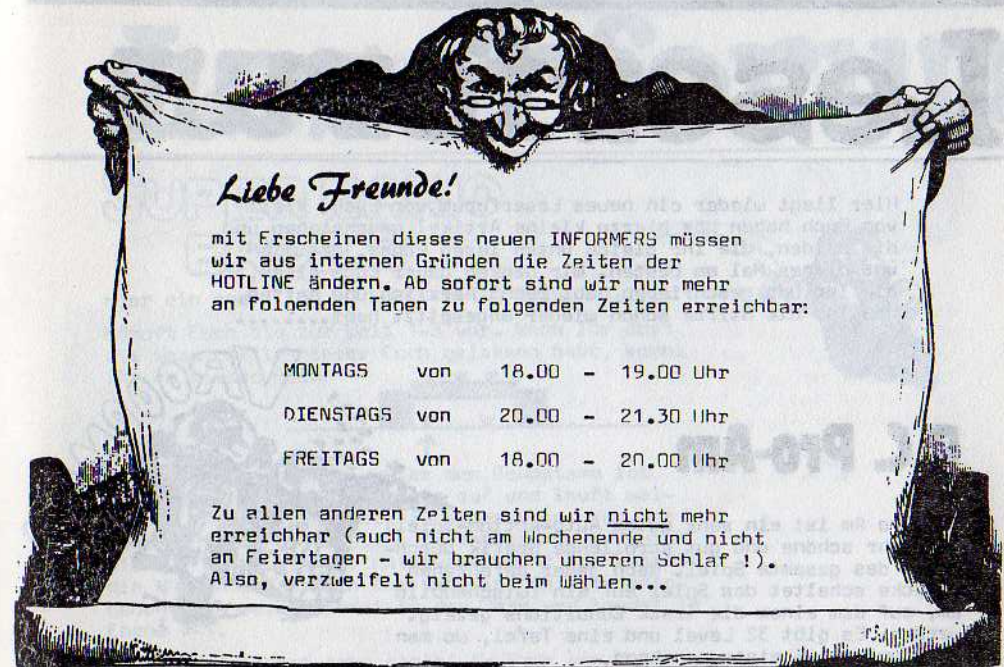 Liebe Freunde!
mit Erscheinen dieses neuen INFORMERS müssen
wir aus internen Gründen die Zeiten der
HOTLINE ändern. Ab sofort sind wir nur mehr
an folgenden Tagen zu folgenden Zeiten erreichbar:
MONTAGS von 18.00 - 19.00 Uhr
DIENSTAGS von 20.00 - 21.30 Uhr
FREITAGS von 18.00 - 20.00 Uhr
Zu allen anderen Zeiten sind wir nicht mehr
erreichbar (auch nicht am Wochenende und nicht
an Feiertagen - wir brauchen unseren Schlaf !).
Also, verzweifelt nicht beim Wählen...